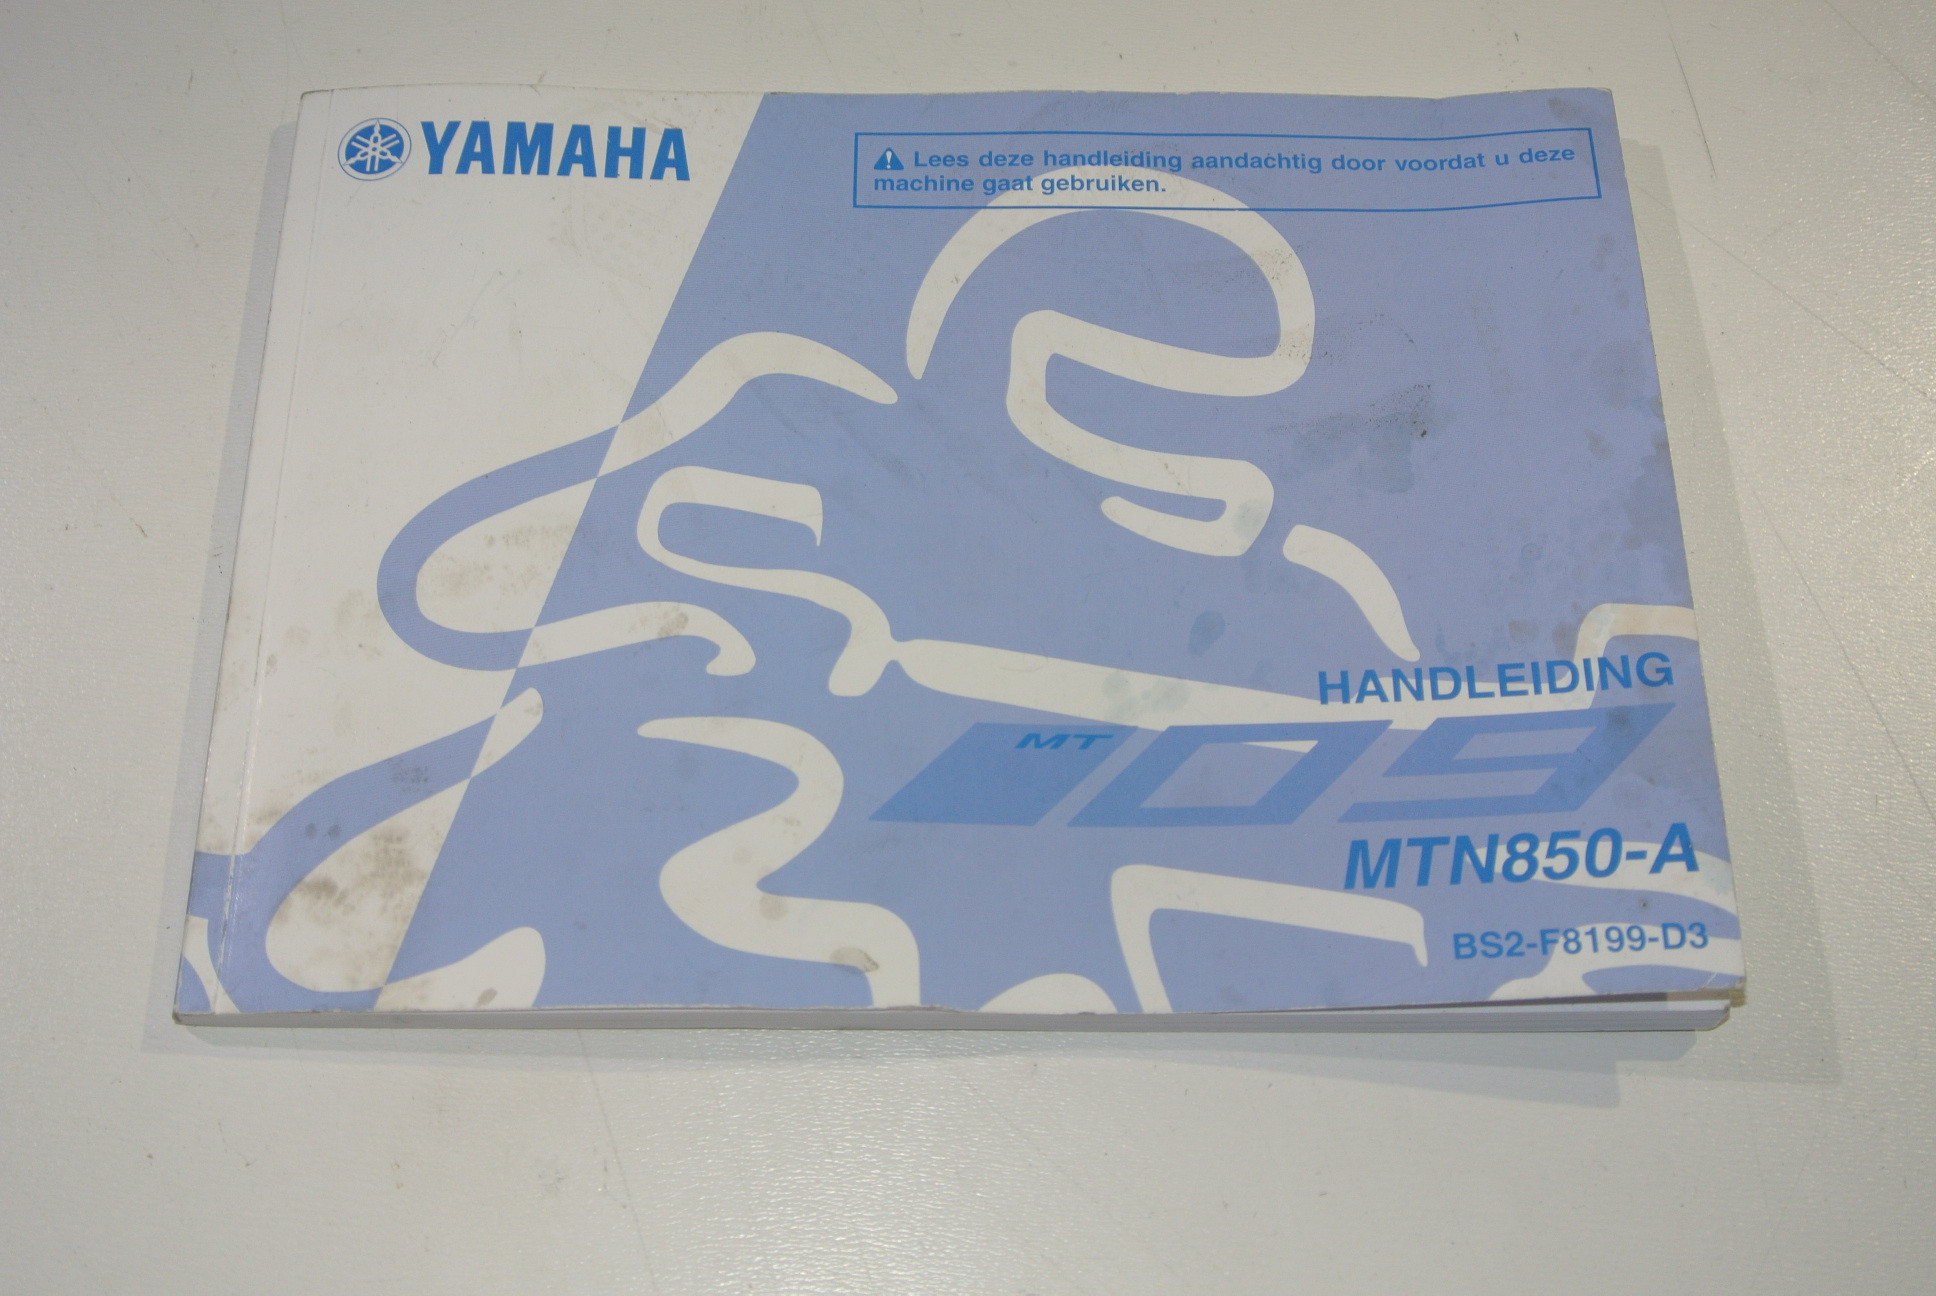 YAMAHA
Lees deze handleiding aandachtig door voordat u deze
machine gaat gebruiken.
HANDLEIDING
MT
09
MTN850-A
BS2-F8199-D3